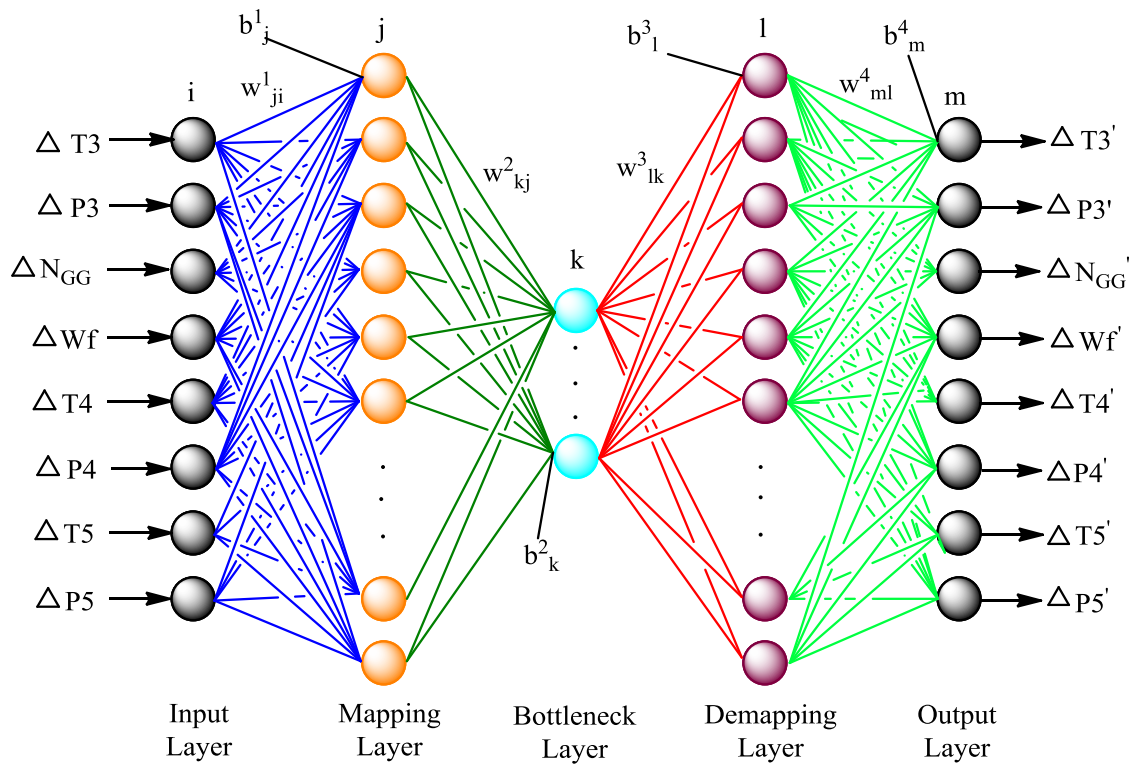 b¹j
j
b³l
l
b⁴m
i
w¹ji
w⁴ml
m
△ T3
△ T3'
w²kj
w³lk
△ P3
△ P3'
k
△ NGG
△ NGG'
△ Wf
△ Wf'
△ T4
△ T4'
△ P4
△ P4'
△ T5
△ T5'
b²k
△ P5
△ P5'
Input
Layer
Mapping
Layer
Bottleneck
Layer
Demapping
Layer
Output
Layer